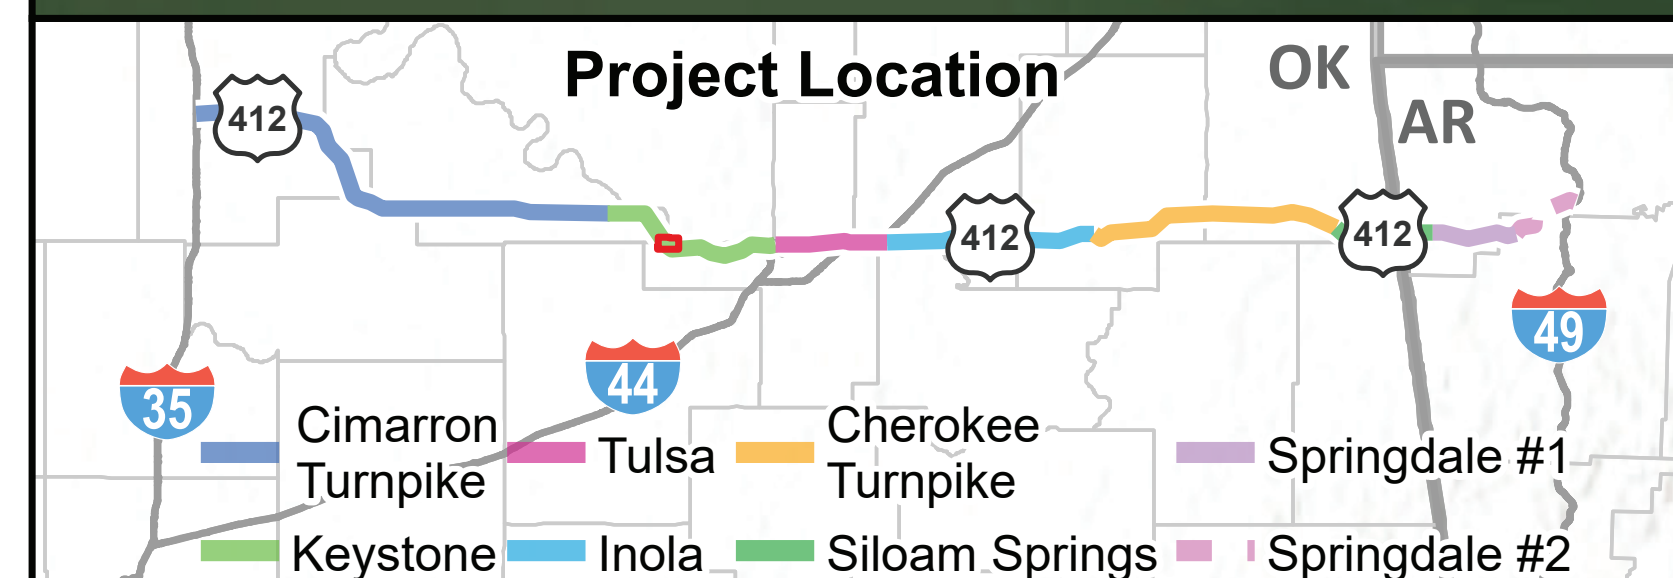 Project Location
OK
AR
412
412
412
35
44
49
Cimarron
Turnpike
Tulsa
Cherokee
Turnpike
Springdale #1
Keystone
Inola
Siloam Springs
Springdale #2